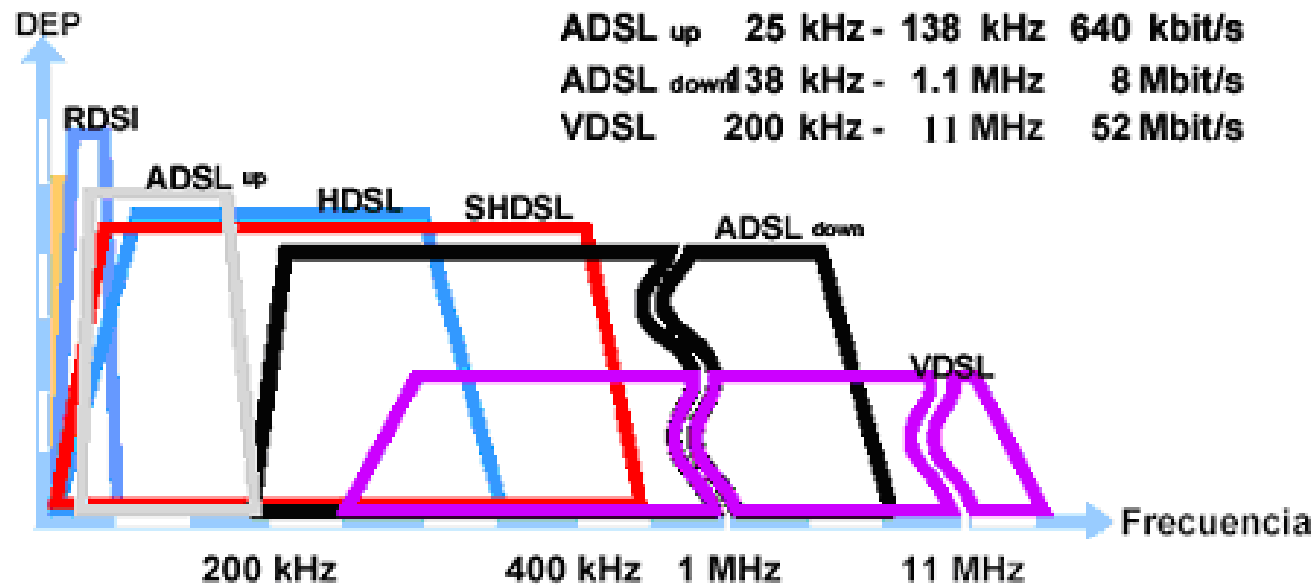 DEP
ADSL up 25 kHz - 138 kHz 640 kbit/s
ADSL down 138 kHz - 1.1 MHz 8 Mbit/s
VDSL 200 kHz - 11 MHz 52 Mbit/s
RDSI
ADSL up
HDSL
SHDSL
ADSL down
VDSL
Frecuencia
200 kHz 400 kHz 1 MHz 11 MHz